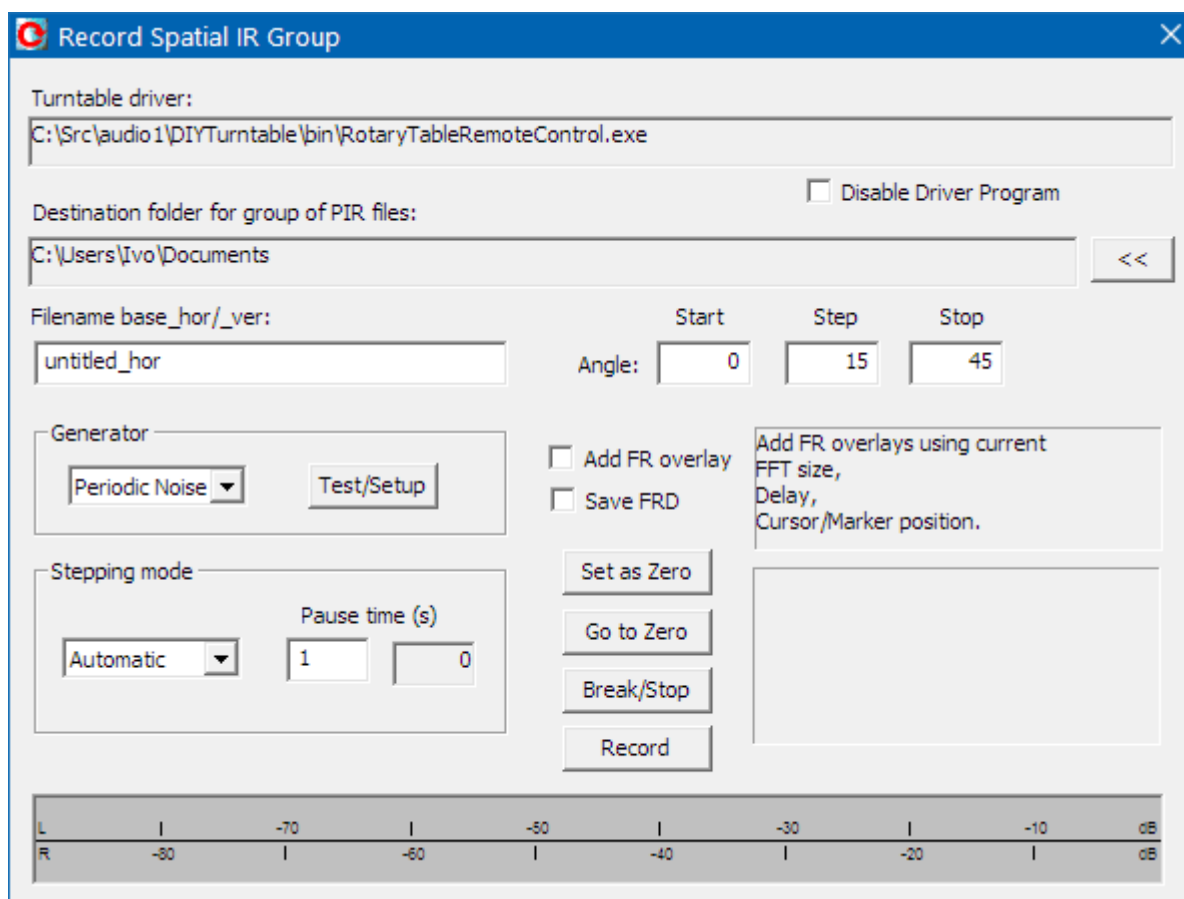 Record Spatial IR Group
Turntable driver:
C:\Src\audio1\DIYTurntable\bin\RotaryTableRemoteControl.exe
Disable Driver Program
Destination folder for group of PIR files:
C:\Users\Ivo\Documents
<<
Filename base_hor/_ver:
Start Step Stop
untitled_hor
Angle: 0 15 45
Generator
Periodic Noise
Test/Setup
Add FR overlay
Save FRD
Add FR overlays using current
FFT size,
Delay,
Cursor/Marker position.
Stepping mode
Pause time (s)
Automatic
1
0
Set as Zero
Go to Zero
Break/Stop
Record
L -70 -50 -30 -10 dB
R -80 -60 -40 -20 dB